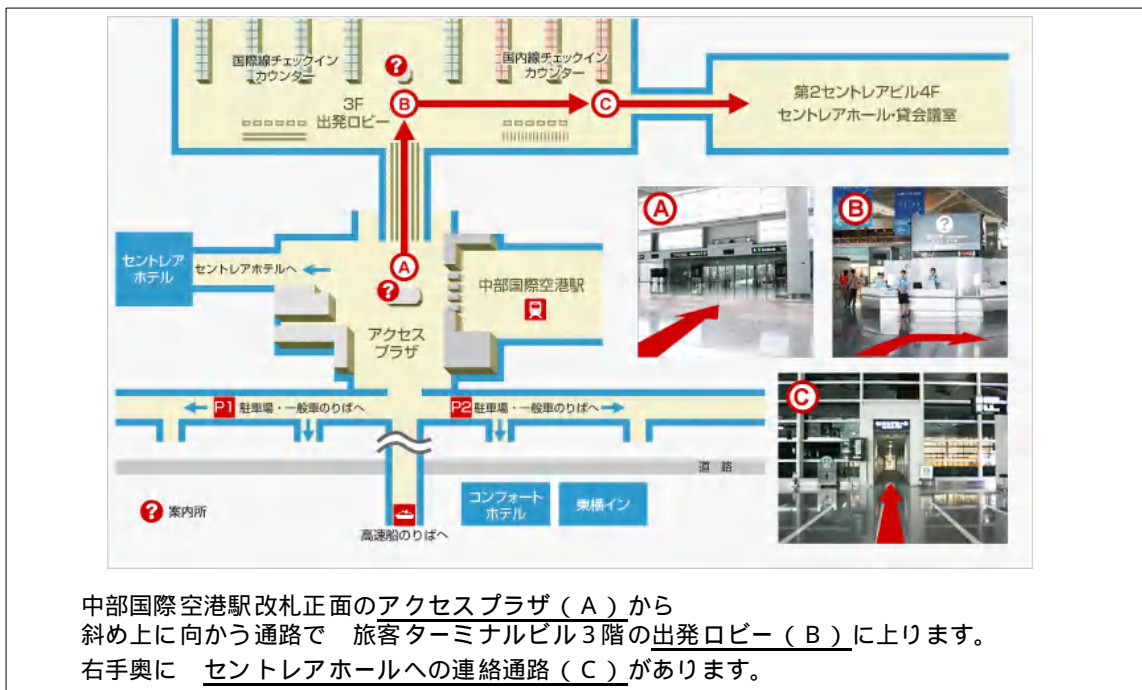 国際線チェックイン
カウンター
?
国内線チェックイン
カウンター
3F
出発ロビー
B
C
第2セントレアビル4F
セントレアホール・貸会議室
A
B
?
セントレア
ホテル
セントレアホテルへ
A
?
中部国際空港駅
アクセス
プラザ
P1 駐車場・一般車のりばへ
P2 駐車場・一般車のりばへ
C
道路
? 案内所
コンフォート
ホテル
東横イン
高速船のりばへ
中部国際空港駅改札正面のアクセスプラザ(A)から
斜め上に向かう通路で 旅客ターミナルビル3階の出発ロビー(B)に上ります。
右手奥に セントレアホールへの連絡通路(C)があります。